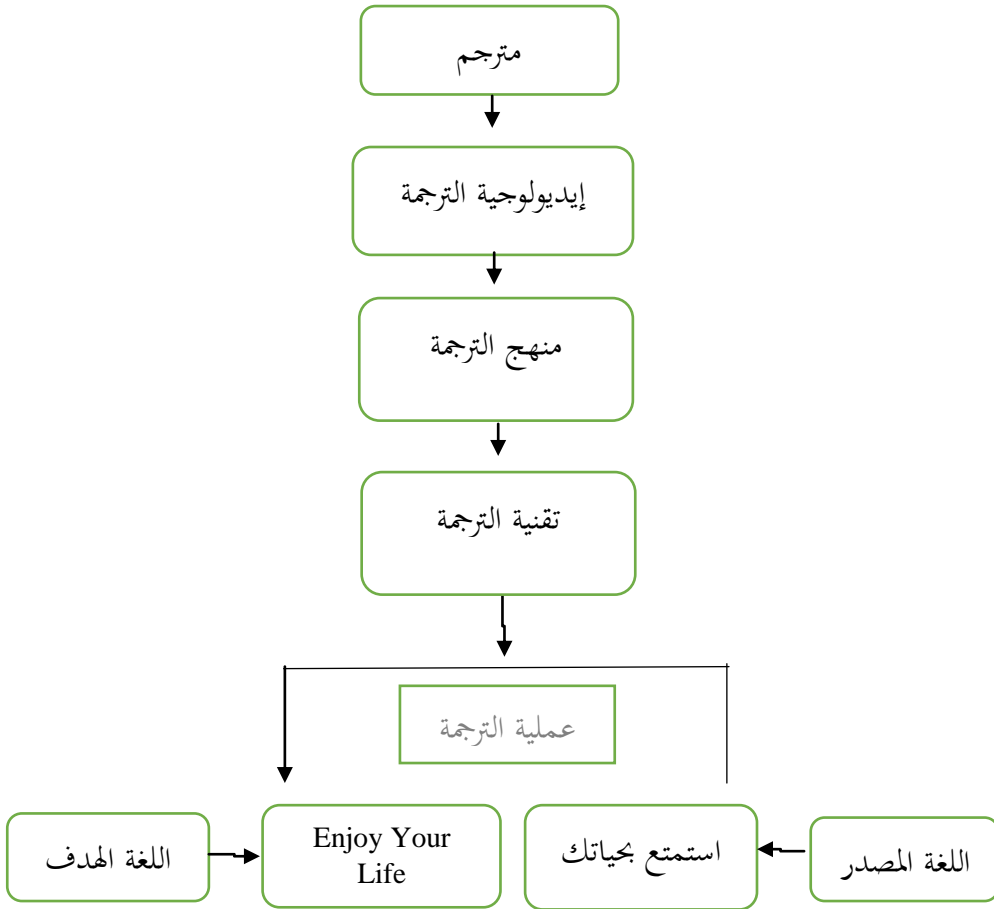 مترجم
إيديولوجية الترجمة
منهج الترجمة
تقنية الترجمة
عملية الترجمة
اللغة المصدر
استمتع بحياتك
Enjoy Your
Life
اللغة الهدف